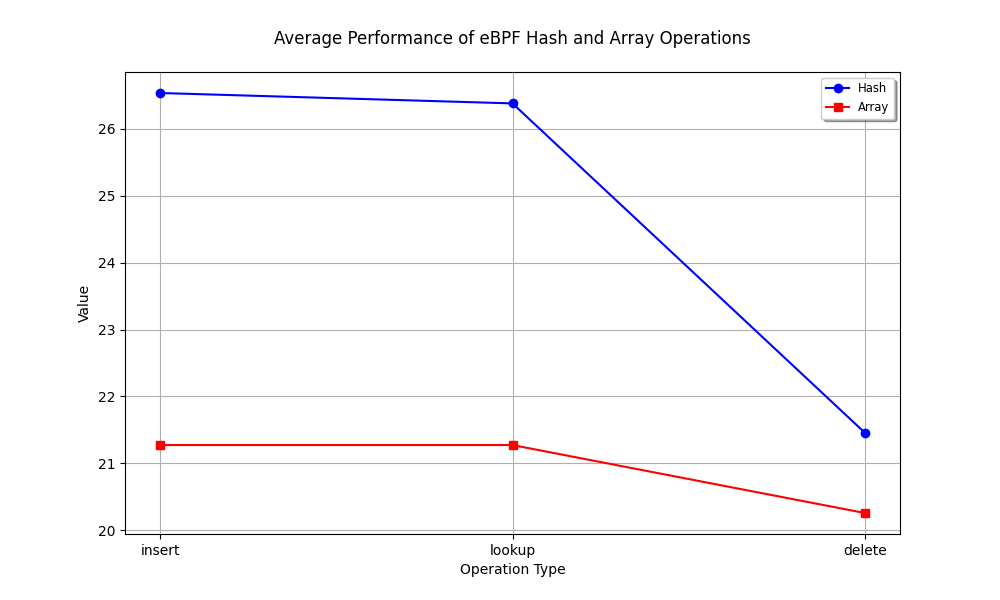 Average Performance of eBPF Hash and Array Operations
Hash
Array
26
25
24
23
22
21
20
Value
insert
lookup
delete
Operation Type